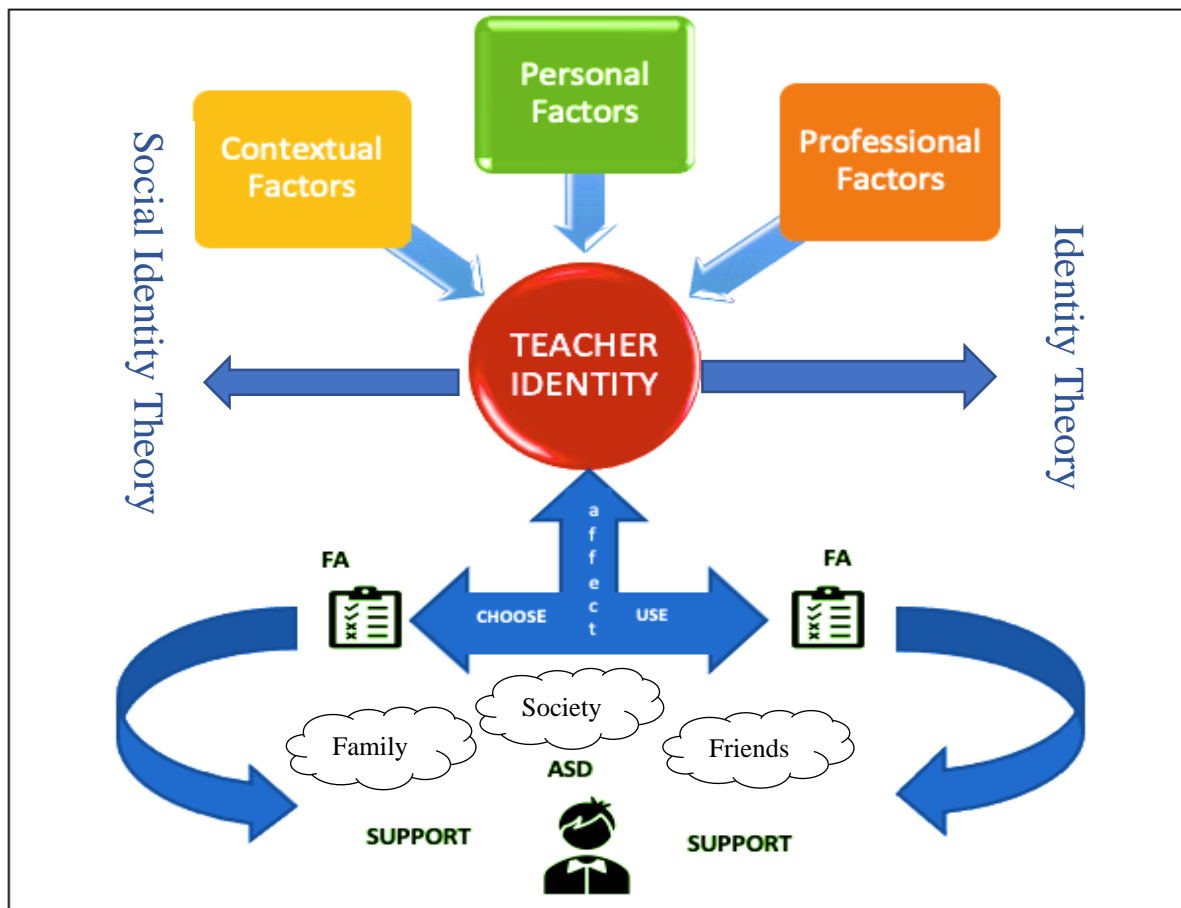 Personal
Factors
Contextual
Factors
Professional
Factors
Social Identity Theory
Identity Theory
TEACHER
IDENTITY
affect
FA
FA
CHOOSE
USE
Society
Family
Friends
ASD
SUPPORT
SUPPORT